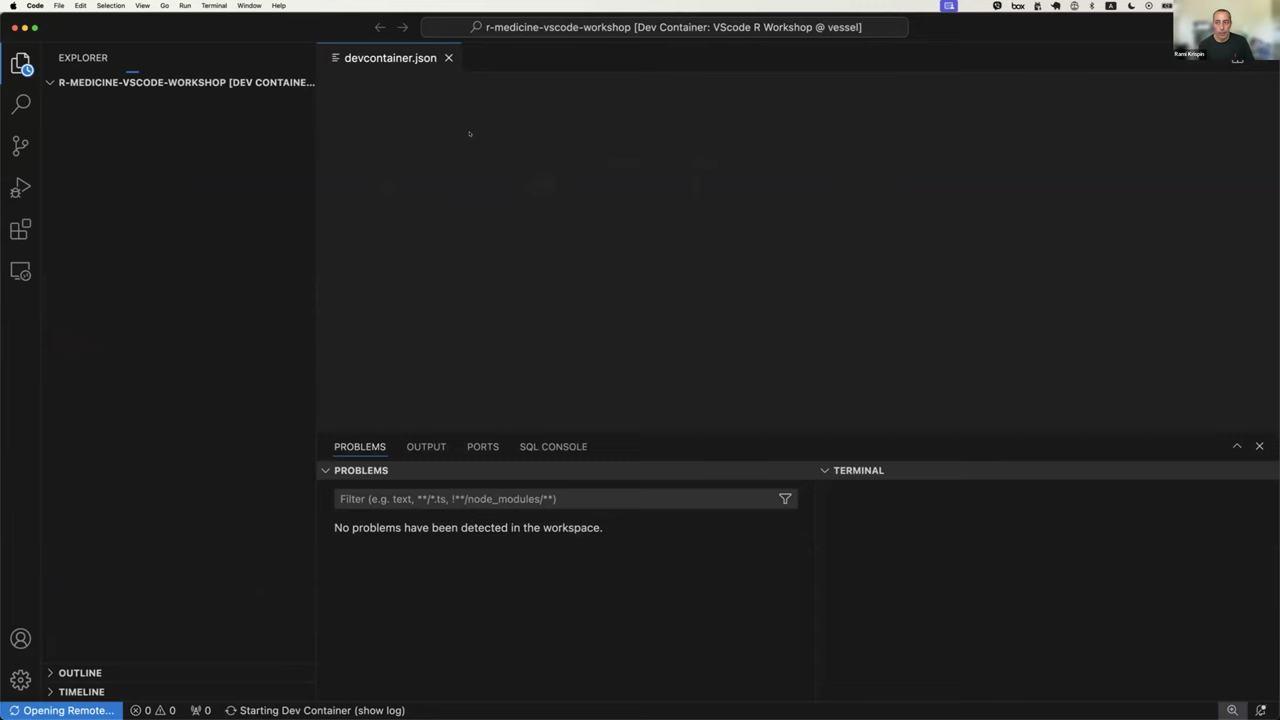 Code File Edit Selection View Go Run Terminal Window Help
box A
r-medicine-vscode-workshop [Dev Container: VScode R Workshop @ vessel]
Rami Krispin
EXPLORER
devcontainer.json
R-MEDICINE-VSCODE-WORKSHOP [DEV CONTAINE...
PROBLEMS OUTPUT PORTS SQL CONSOLE
PROBLEMS
TERMINAL
Filter (e.g. text, **/*.ts, !**/node_modules/**)
No problems have been detected in the workspace.
OUTLINE
TIMELINE
Opening Remote... 0 0 0 Starting Dev Container (show log)